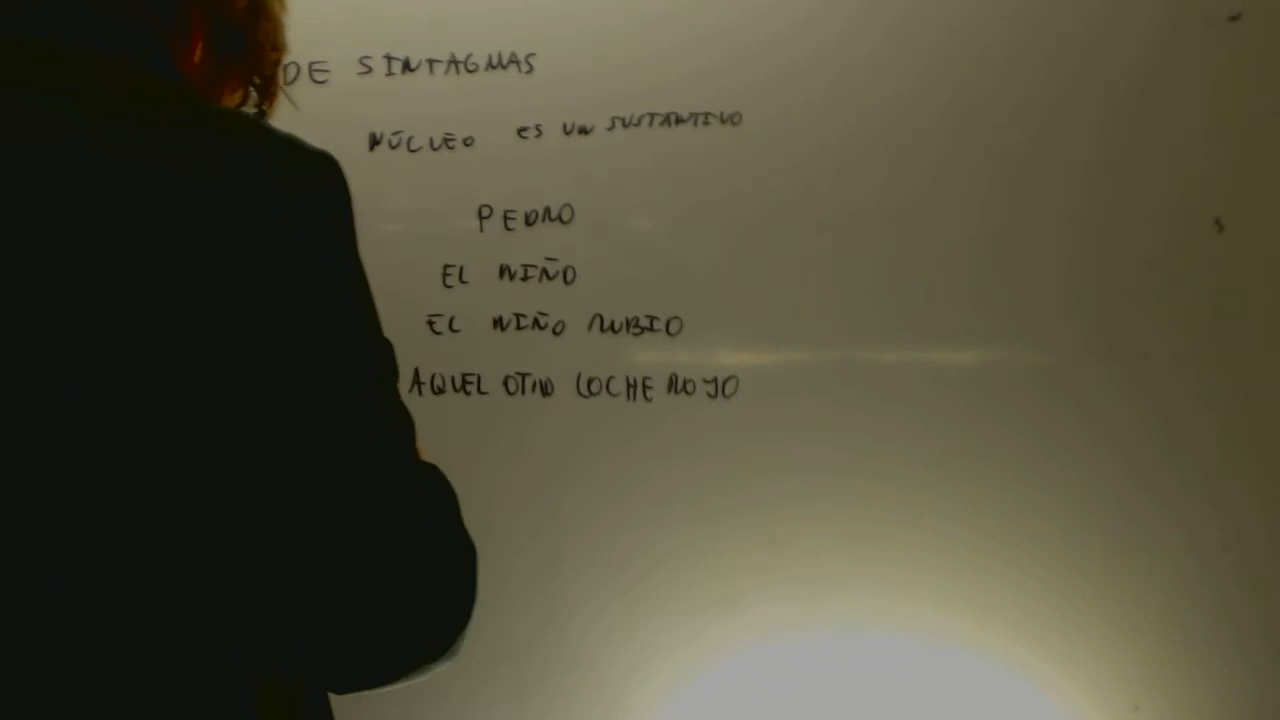 DE SINTAGMAS
NÚCLEO ES UN SUSTANTIVO
PEDRO
EL NIÑO
EL NIÑO RUBIO
AQUEL OTRO COCHE ROJO